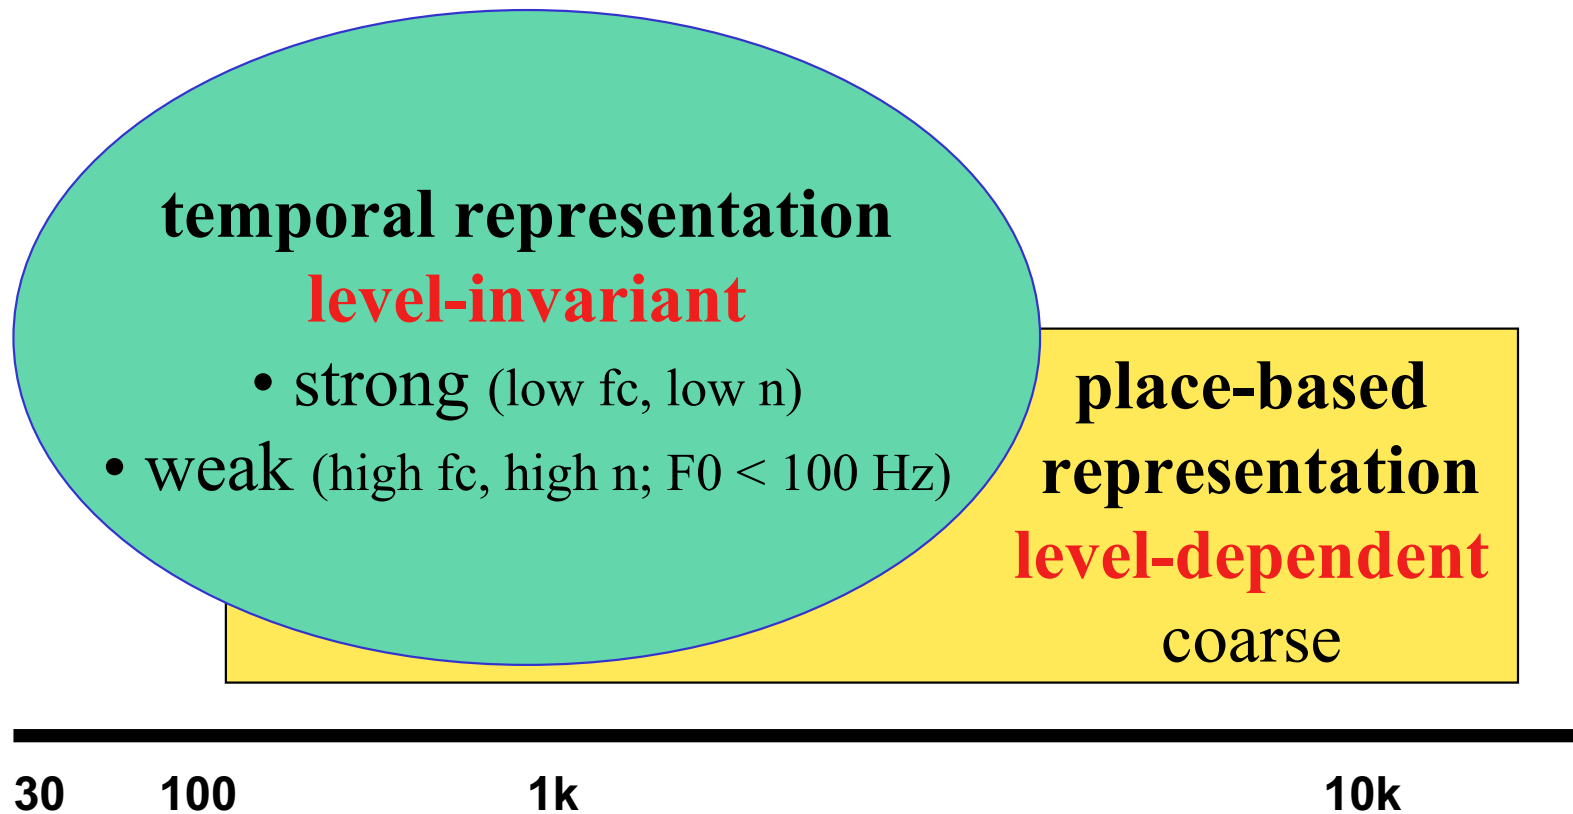 temporal representation
level-invariant
• strong (low fc, low n)
• weak (high fc, high n; F0 < 100 Hz)
place-based
representation
level-dependent
coarse
30 100 1k 10k